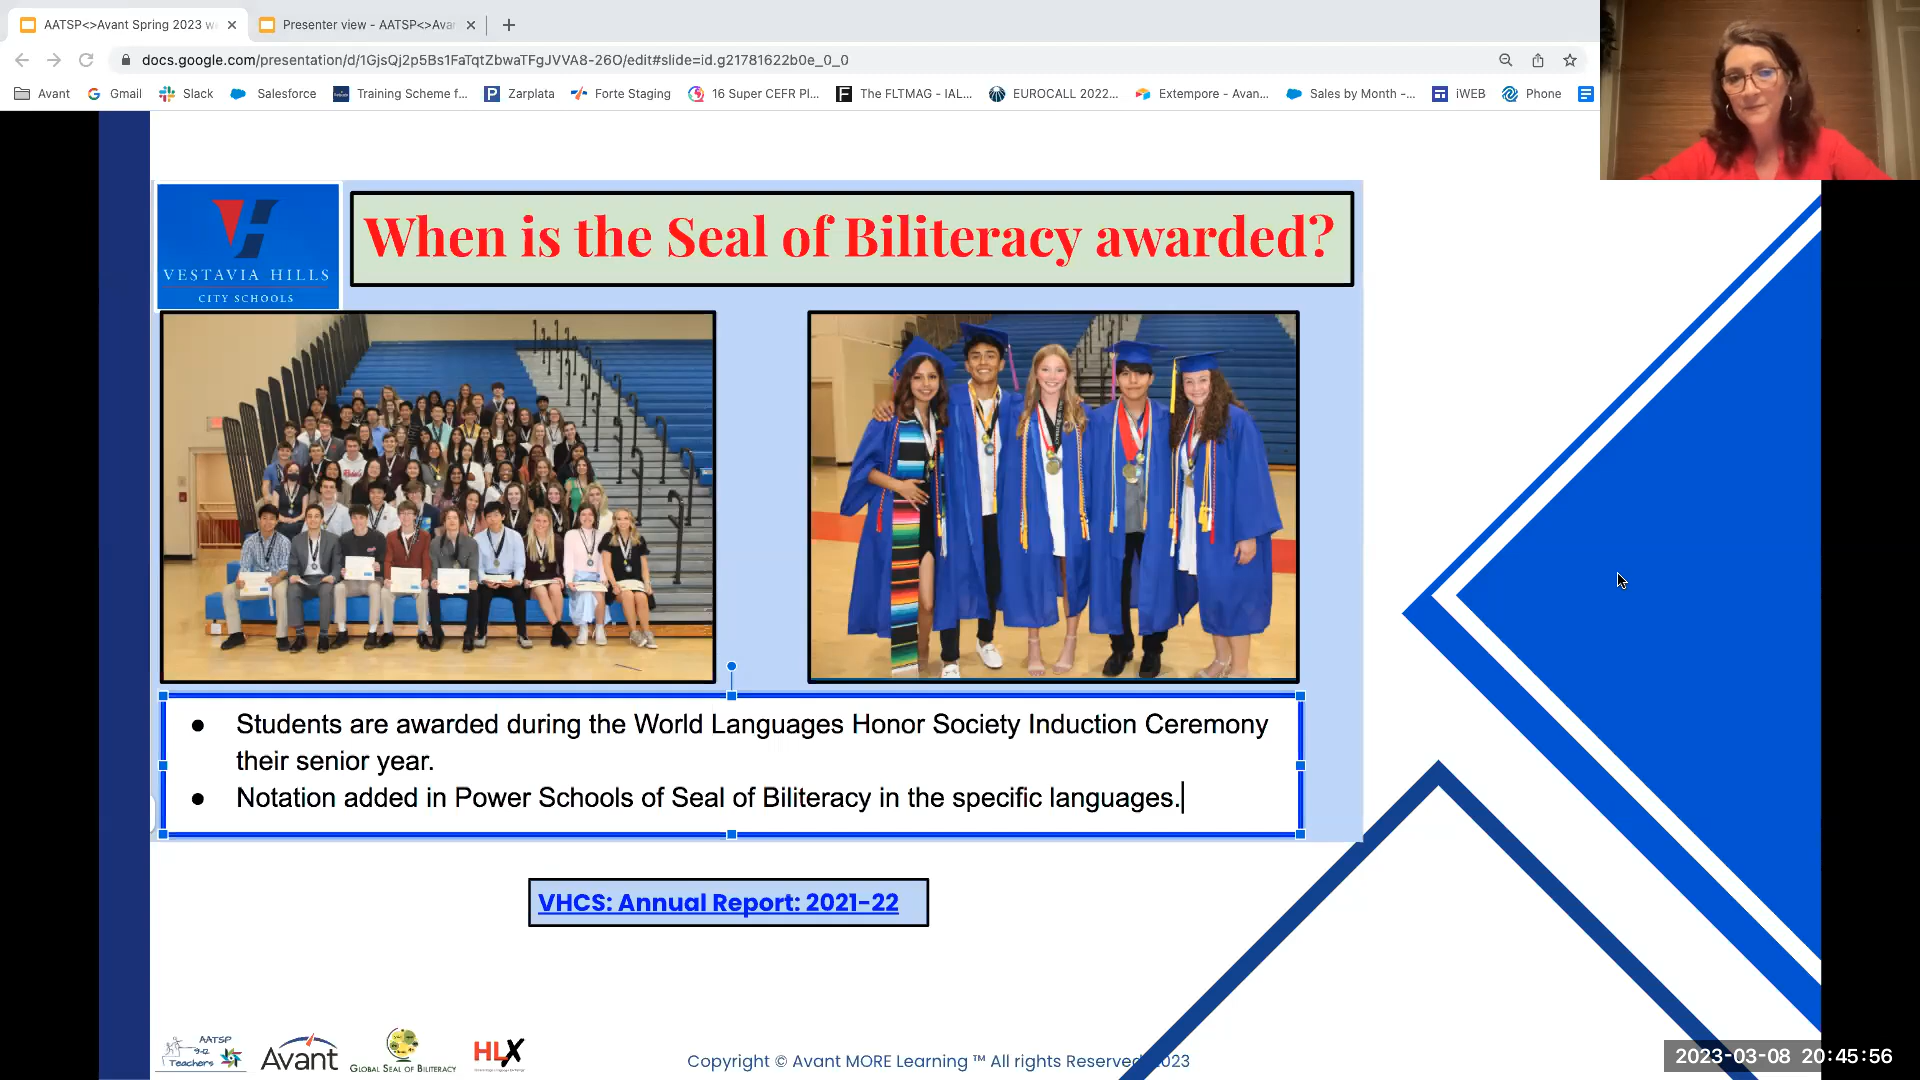 AATSP<>Avant Spring 2023 w
Presenter view - AATSP<>Ava
docs.google.com/presentation/d/1GjsQj2p5Bs1FaTqtZbwaTFgJVVA8-26O/edit#slide=id.g21781622b0e_0_0
Avant
Gmail
Slack
Salesforce
Training Scheme f...
Zarplata
Forte Staging
16 Super CEFR Pl...
The FLTMAG - IAL...
EUROCALL 2022...
Extempore - Avan...
Sales by Month -...
iWEB
Phone
VESTAVIA HILLS
CITY SCHOOLS
When is the Seal of Biliteracy awarded?
● Students are awarded during the World Languages Honor Society Induction Ceremony
their senior year.
● Notation added in Power Schools of Seal of Biliteracy in the specific languages.
VHCS: Annual Report: 2021-22
AATSP
9-12
Teachers
Avant
GLOBAL SEAL OF BILITERACY
HLX
Copyright © Avant MORE Learning ™ All rights Reserved 2023
2023-03-08 20:45:56